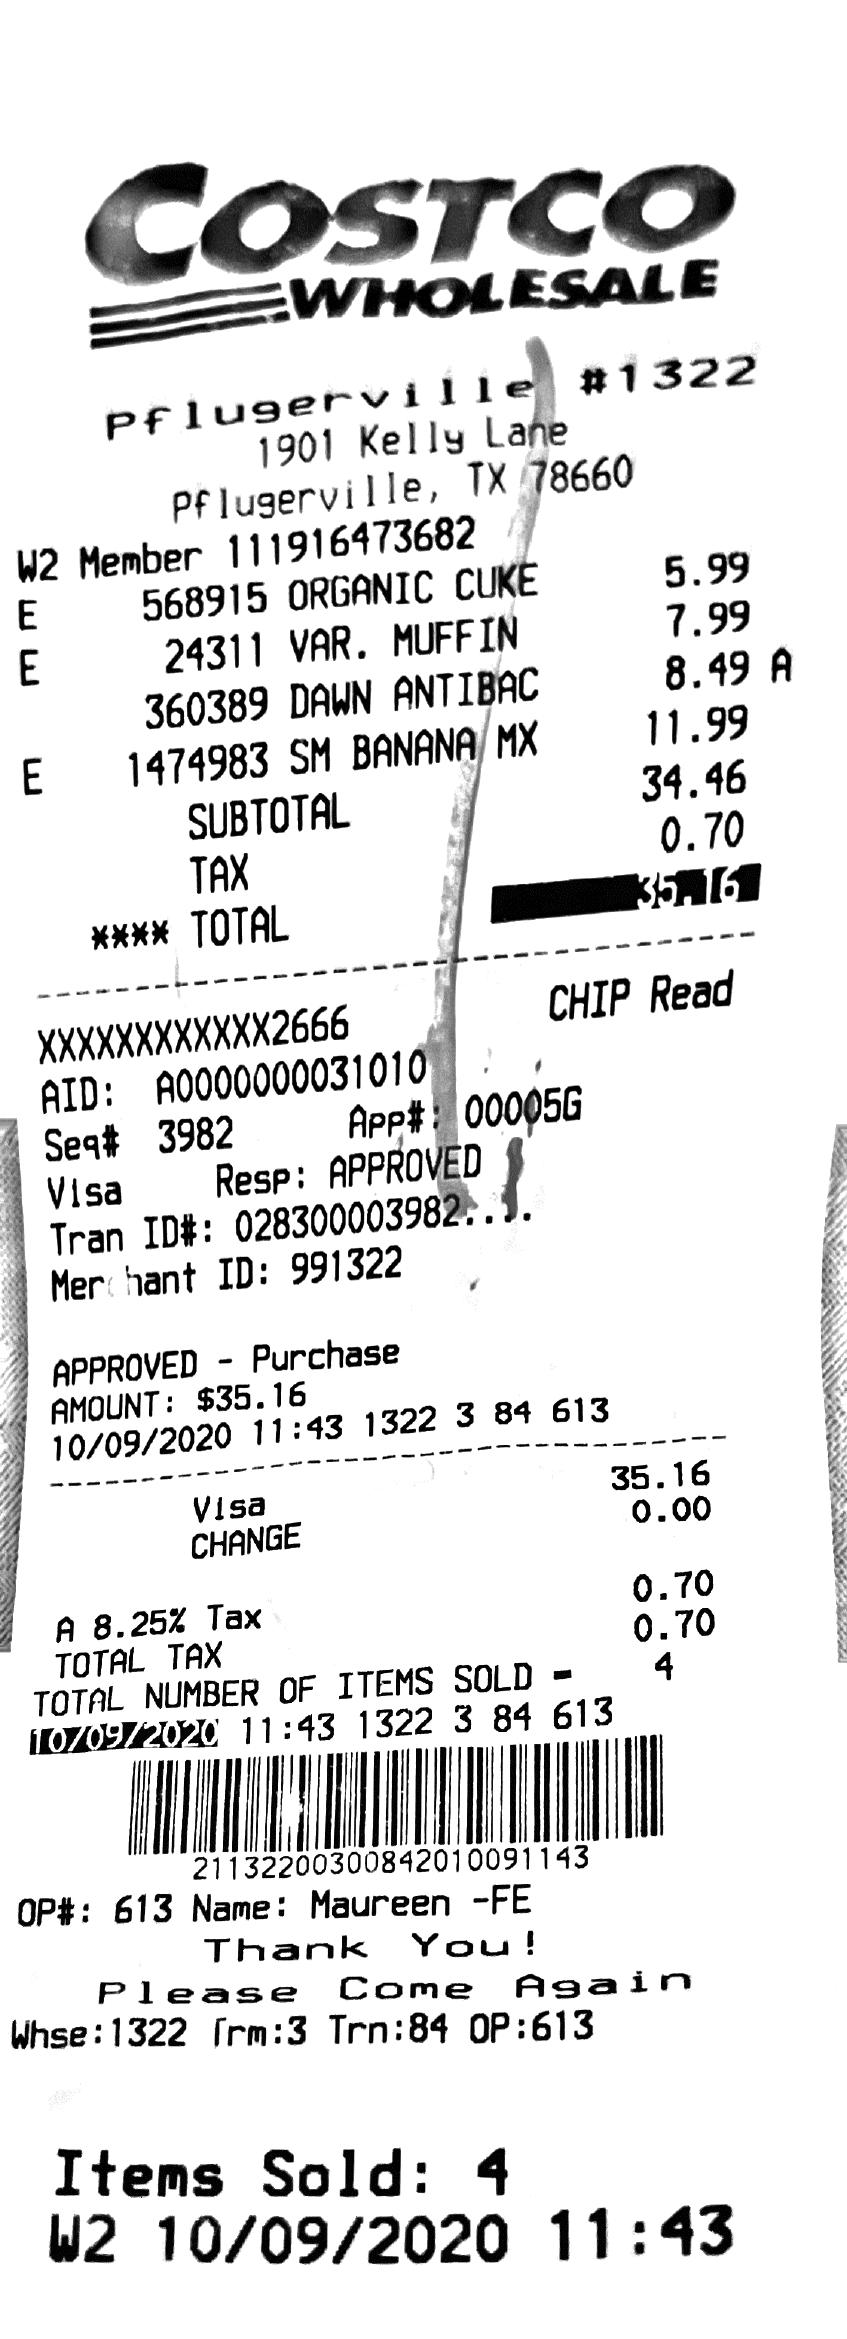 COSTCO
WHOLESALE
Pflugerville #1322
1901 Kelly Lane
Pflugerville, TX 78660
W2 Member 111916473682
E 568915 ORGANIC CUKE 5.99
E 24311 VAR. MUFFIN 7.99
360389 DAWN ANTIBAC 8.49 A
E 1474983 SM BANANA MX 11.99
SUBTOTAL 34.46
TAX 0.70
**** TOTAL 35.16
XXXXXXXXXXXX2666 CHIP Read
AID: A0000000031010
Seq# 3982 App#: 00005G
Visa Resp: APPROVED
Tran ID#: 028300003982....
Merchant ID: 991322
APPROVED - Purchase
AMOUNT: $35.16
10/09/2020 11:43 1322 3 84 613
Visa 35.16
CHANGE 0.00
A 8.25% Tax 0.70
TOTAL TAX 0.70
TOTAL NUMBER OF ITEMS SOLD = 4
10/09/2020 11:43 1322 3 84 613
21132200300842010091143
OP#: 613 Name: Maureen -FE
Thank You!
Please Come Again
Whse:1322 Trm:3 Trn:84 OP:613
Items Sold: 4
W2 10/09/2020 11:43